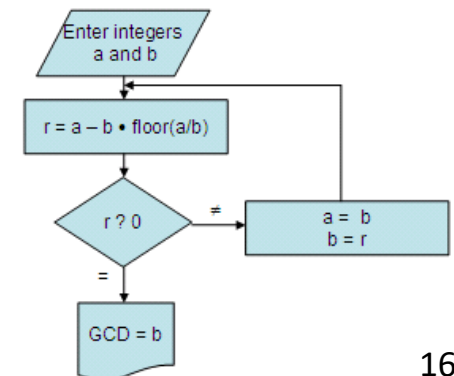 Enter integers
a and b
r = a – b • floor(a/b)
r ? 0
≠
a = b
b = r
=
GCD = b
16